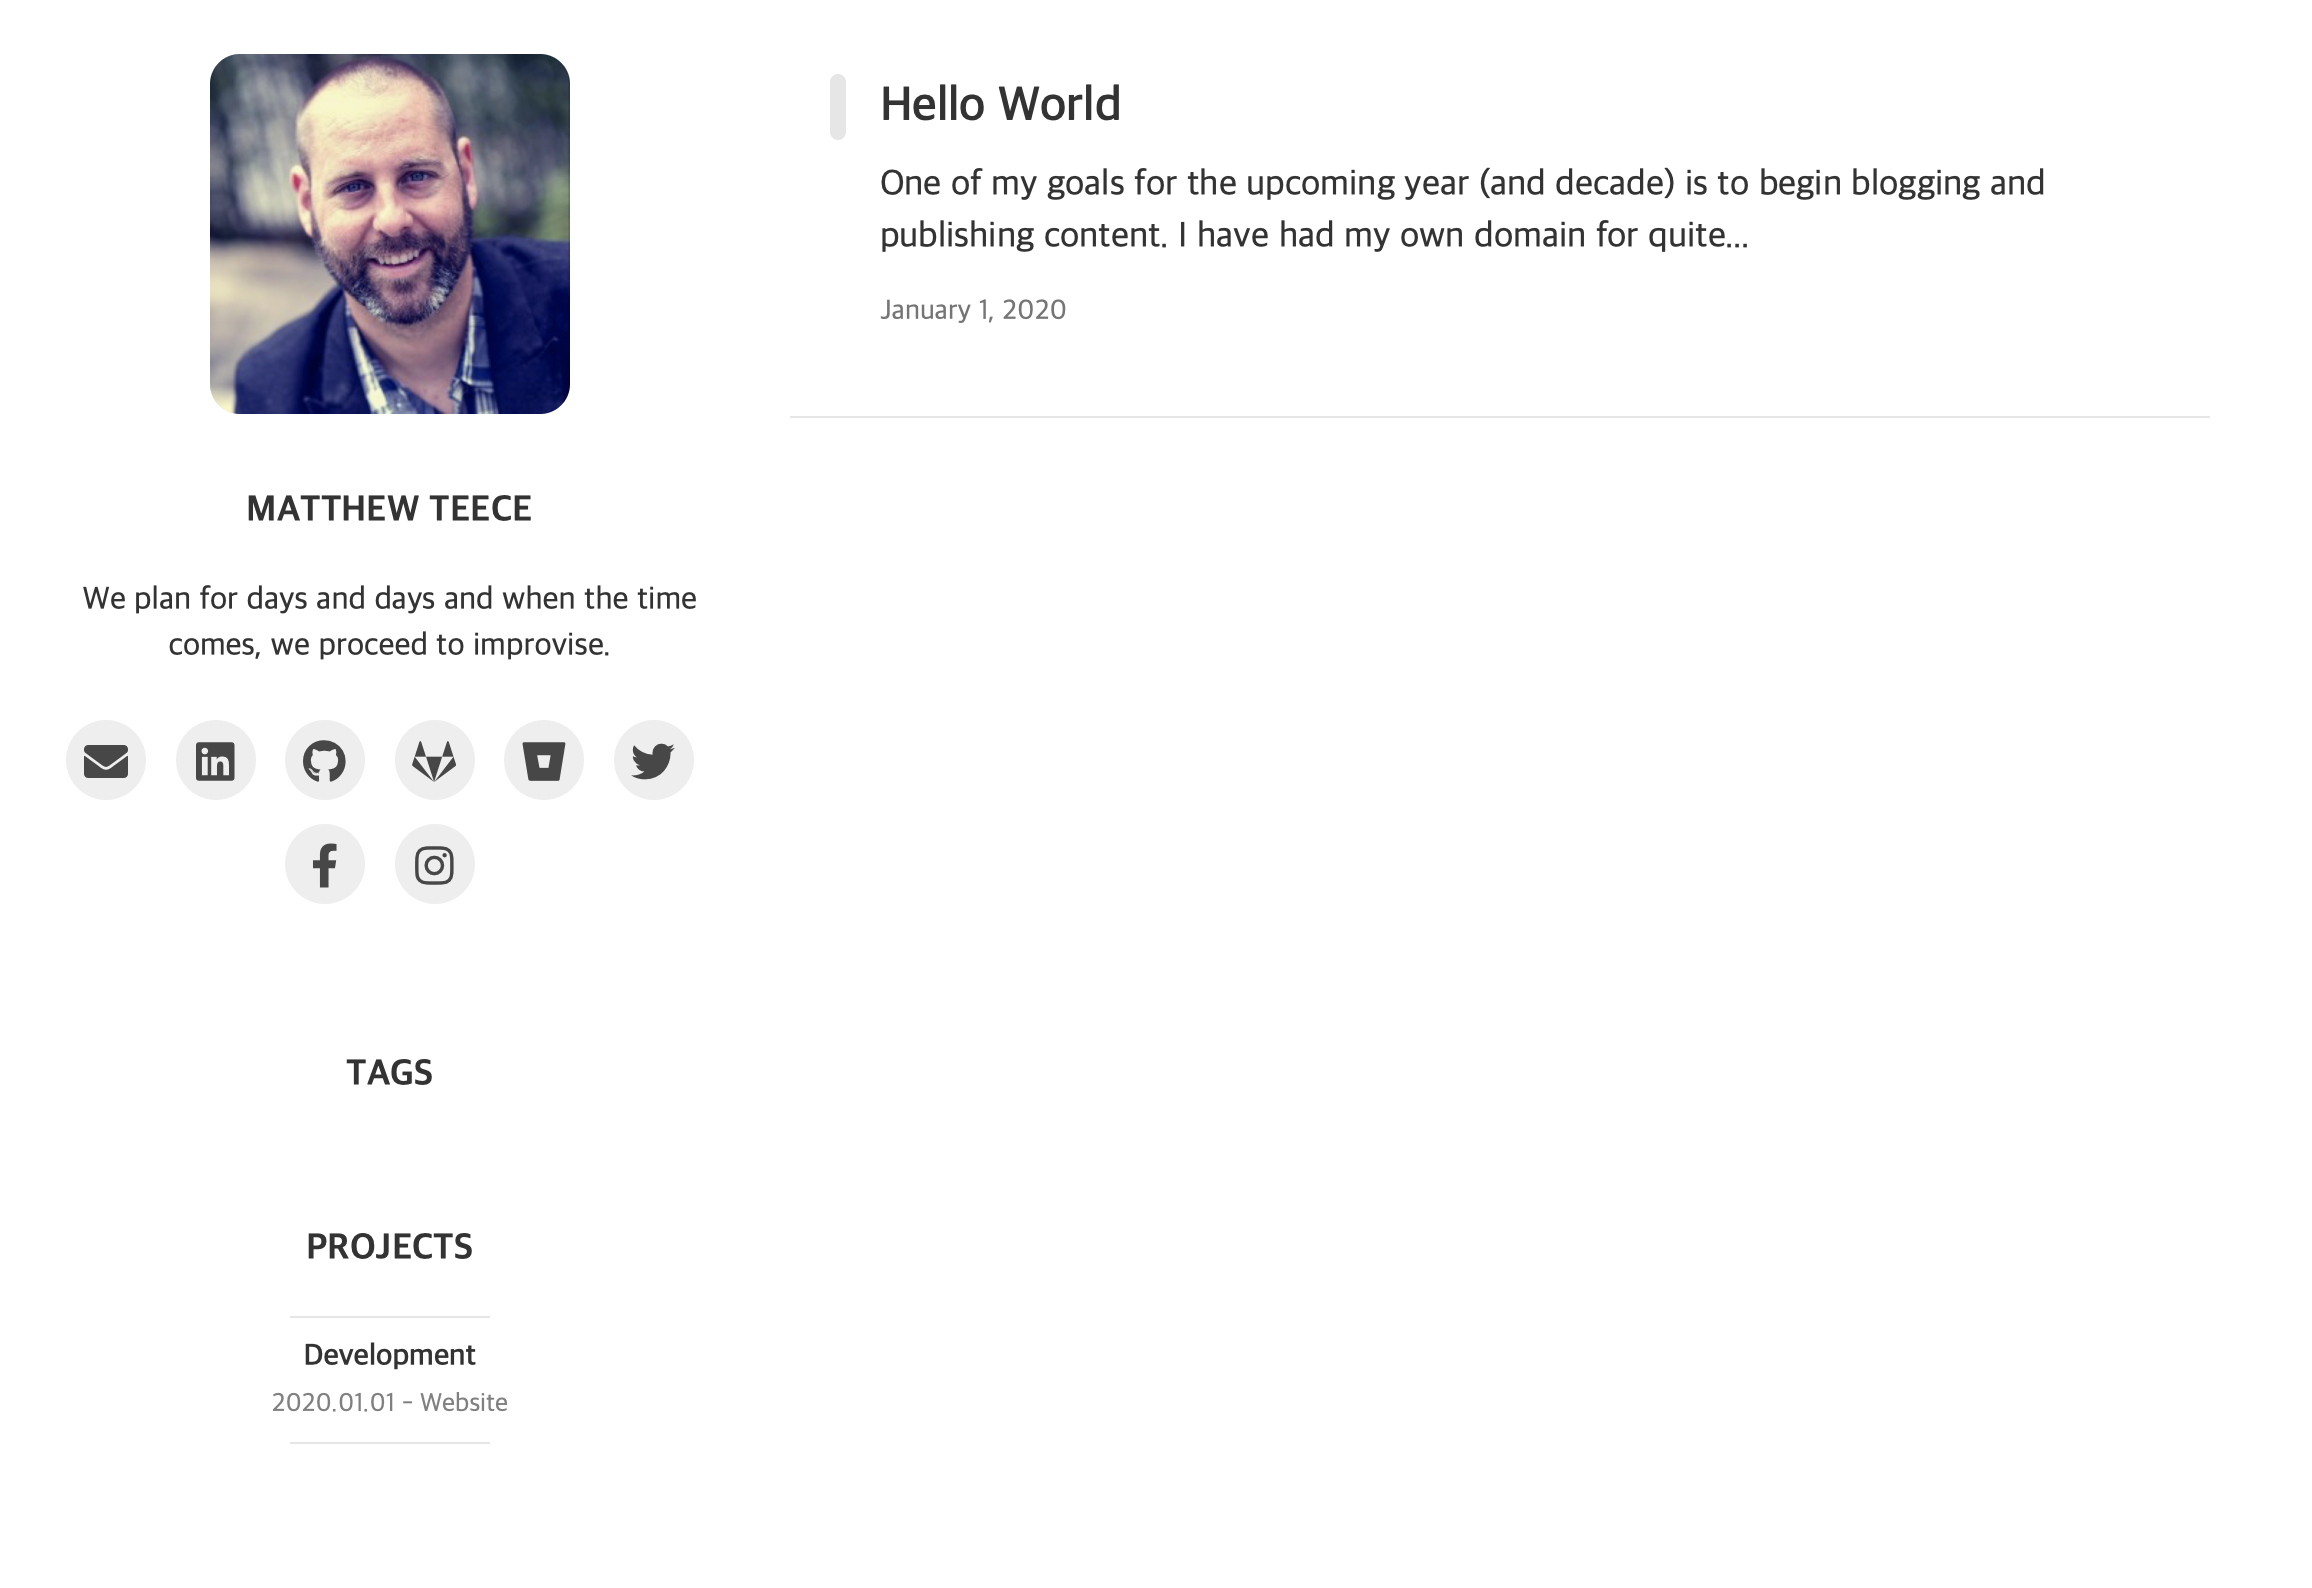 MATTHEW TEECE
We plan for days and days and when the time
comes, we proceed to improvise.
in
TAGS
PROJECTS
Development
2020.01.01 - Website
Hello World
One of my goals for the upcoming year (and decade) is to begin blogging and
publishing content. I have had my own domain for quite...
January 1, 2020